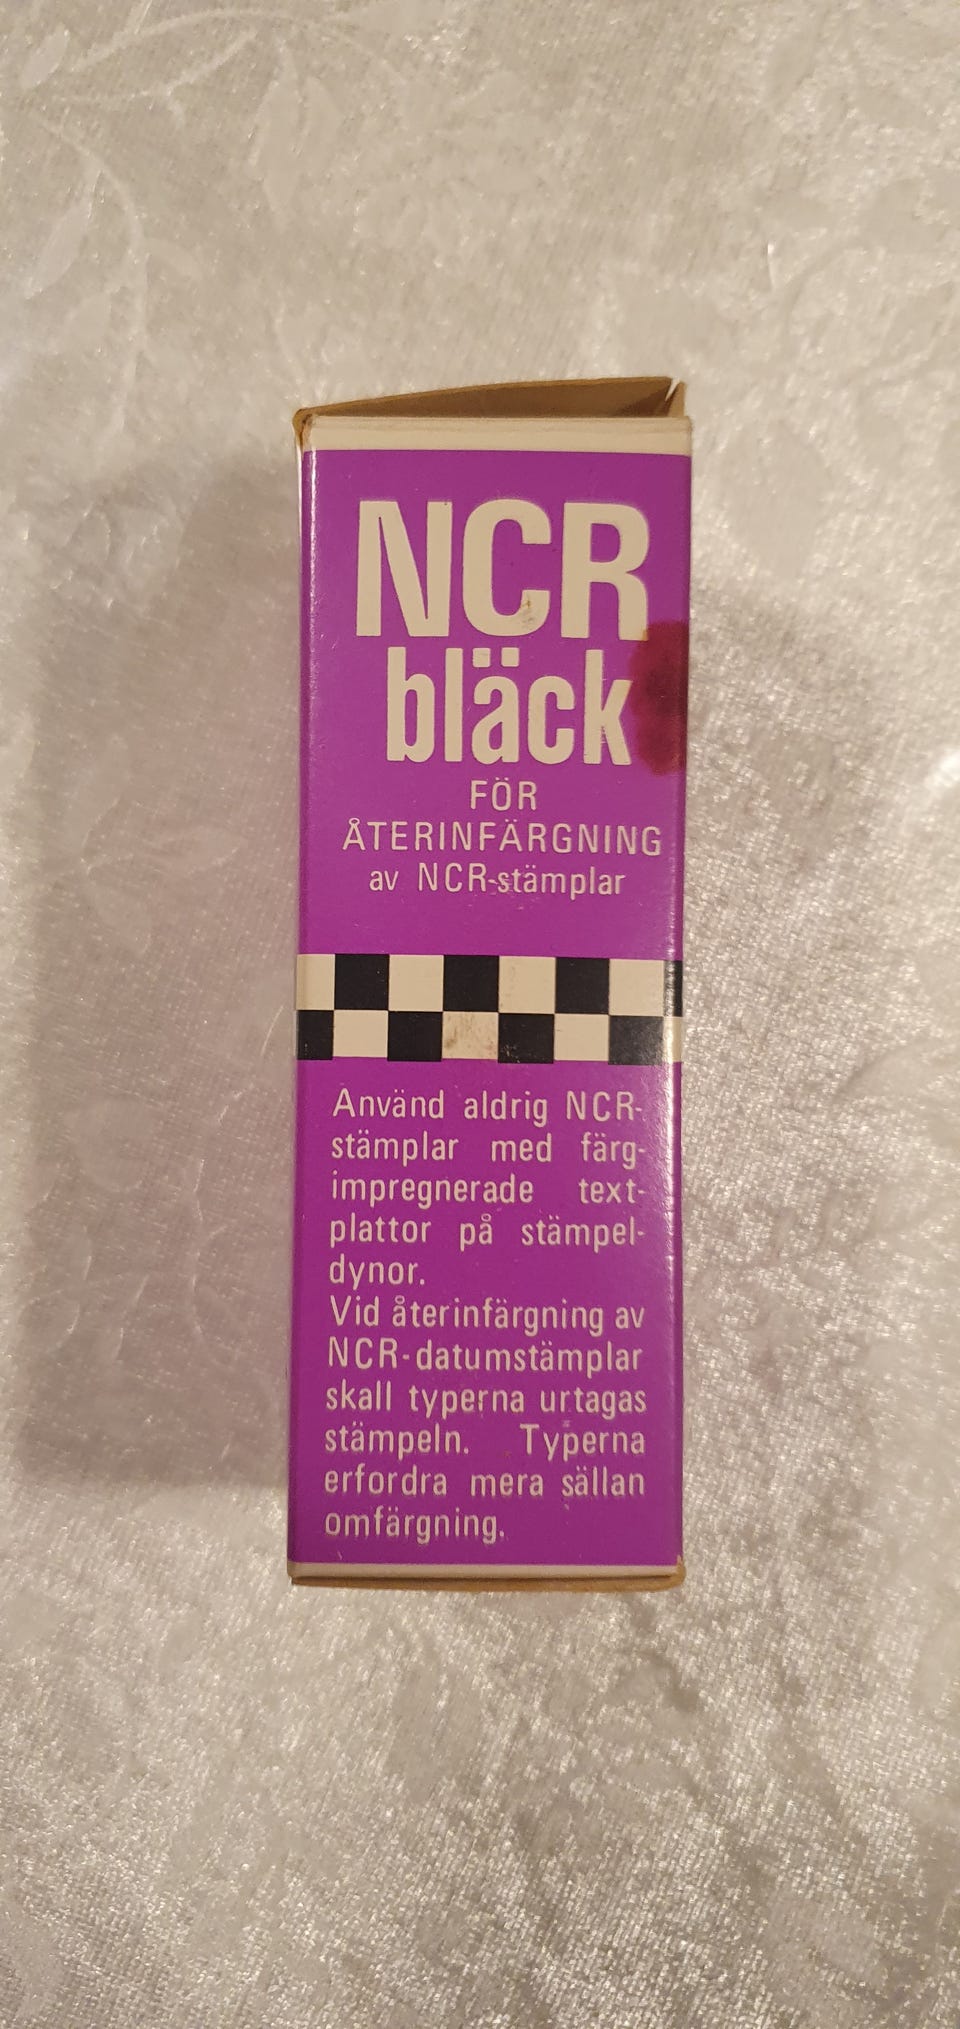 NCR
bläck
FÖR
ÅTERINFÄRGNING
av NCR-stämplar
Använd aldrig NCR-
stämplar med färg-
impregnerade text-
plattor på stämpel-
dynor.
Vid återinfärgning av
NCR-datumstämplar
skall typerna urtagas
stämpeln. Typerna
erfordra mera sällan
omfärgning.